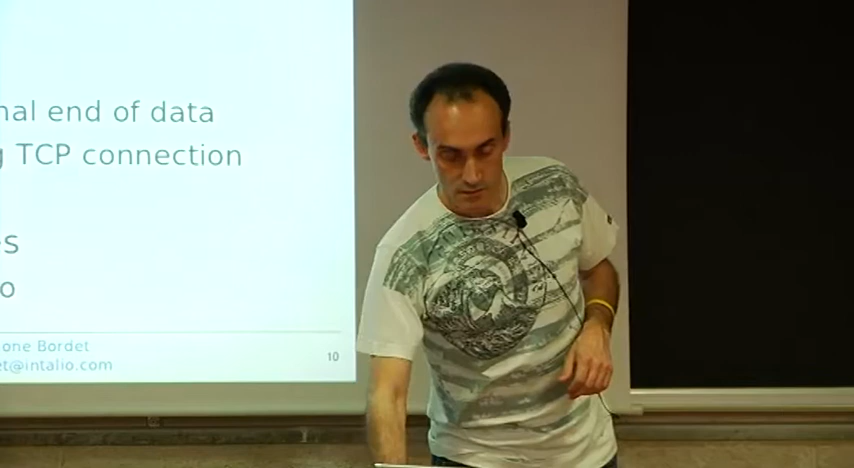 nal end of data
g TCP connection
s
o
one Bordet
et@intalio.com
10